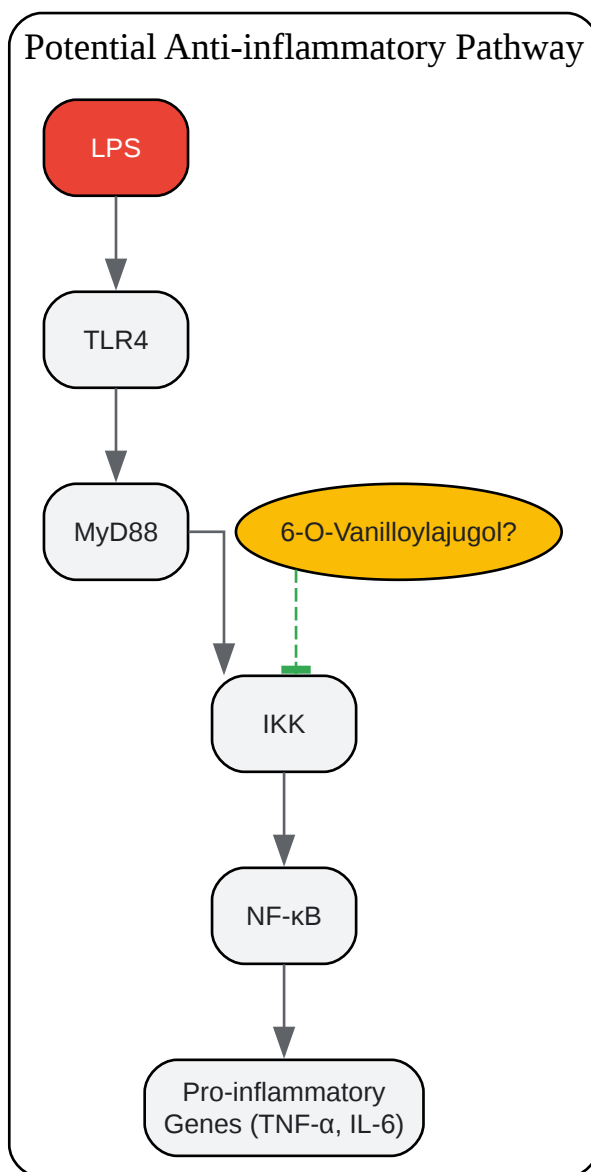 Potential Anti-inflammatory Pathway
LPS
TLR4
MyD88
6-O-Vanilloylajugol?
IKK
NF-κB
Pro-inflammatory
Genes (TNF-α, IL-6)